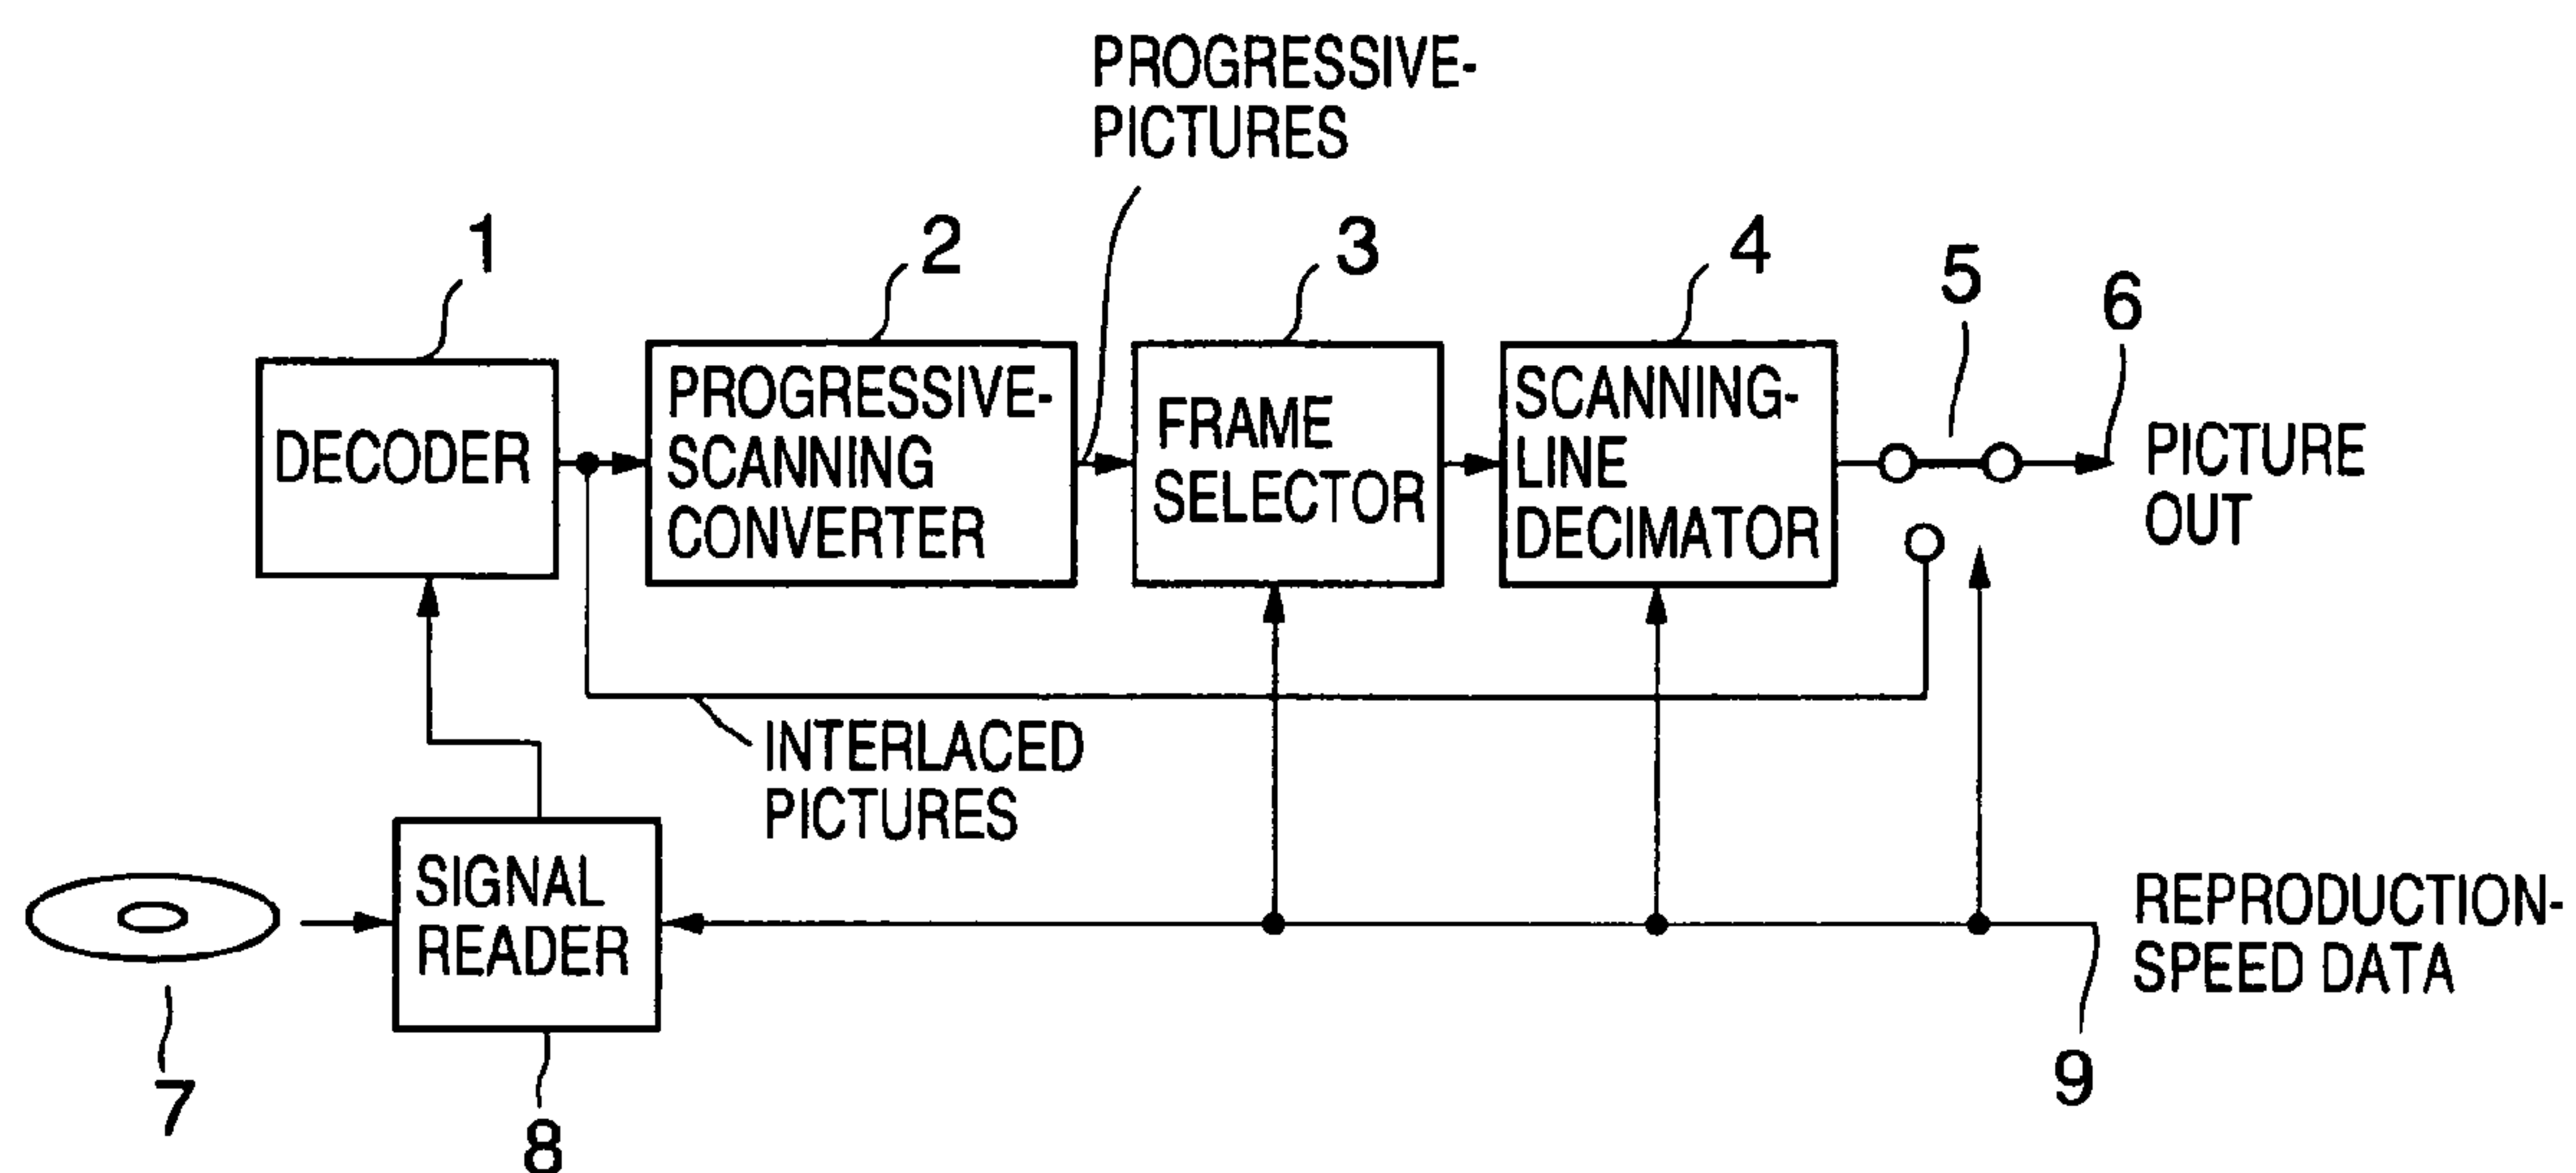 PROGRESSIVE-
PICTURES
1
2
3
4
5
6
DECODER
PROGRESSIVE-
SCANNING
CONVERTER
FRAME
SELECTOR
SCANNING-
LINE
DECIMATOR
PICTURE
OUT
INTERLACED
PICTURES
SIGNAL
READER
REPRODUCTION-
SPEED DATA
7
8
9